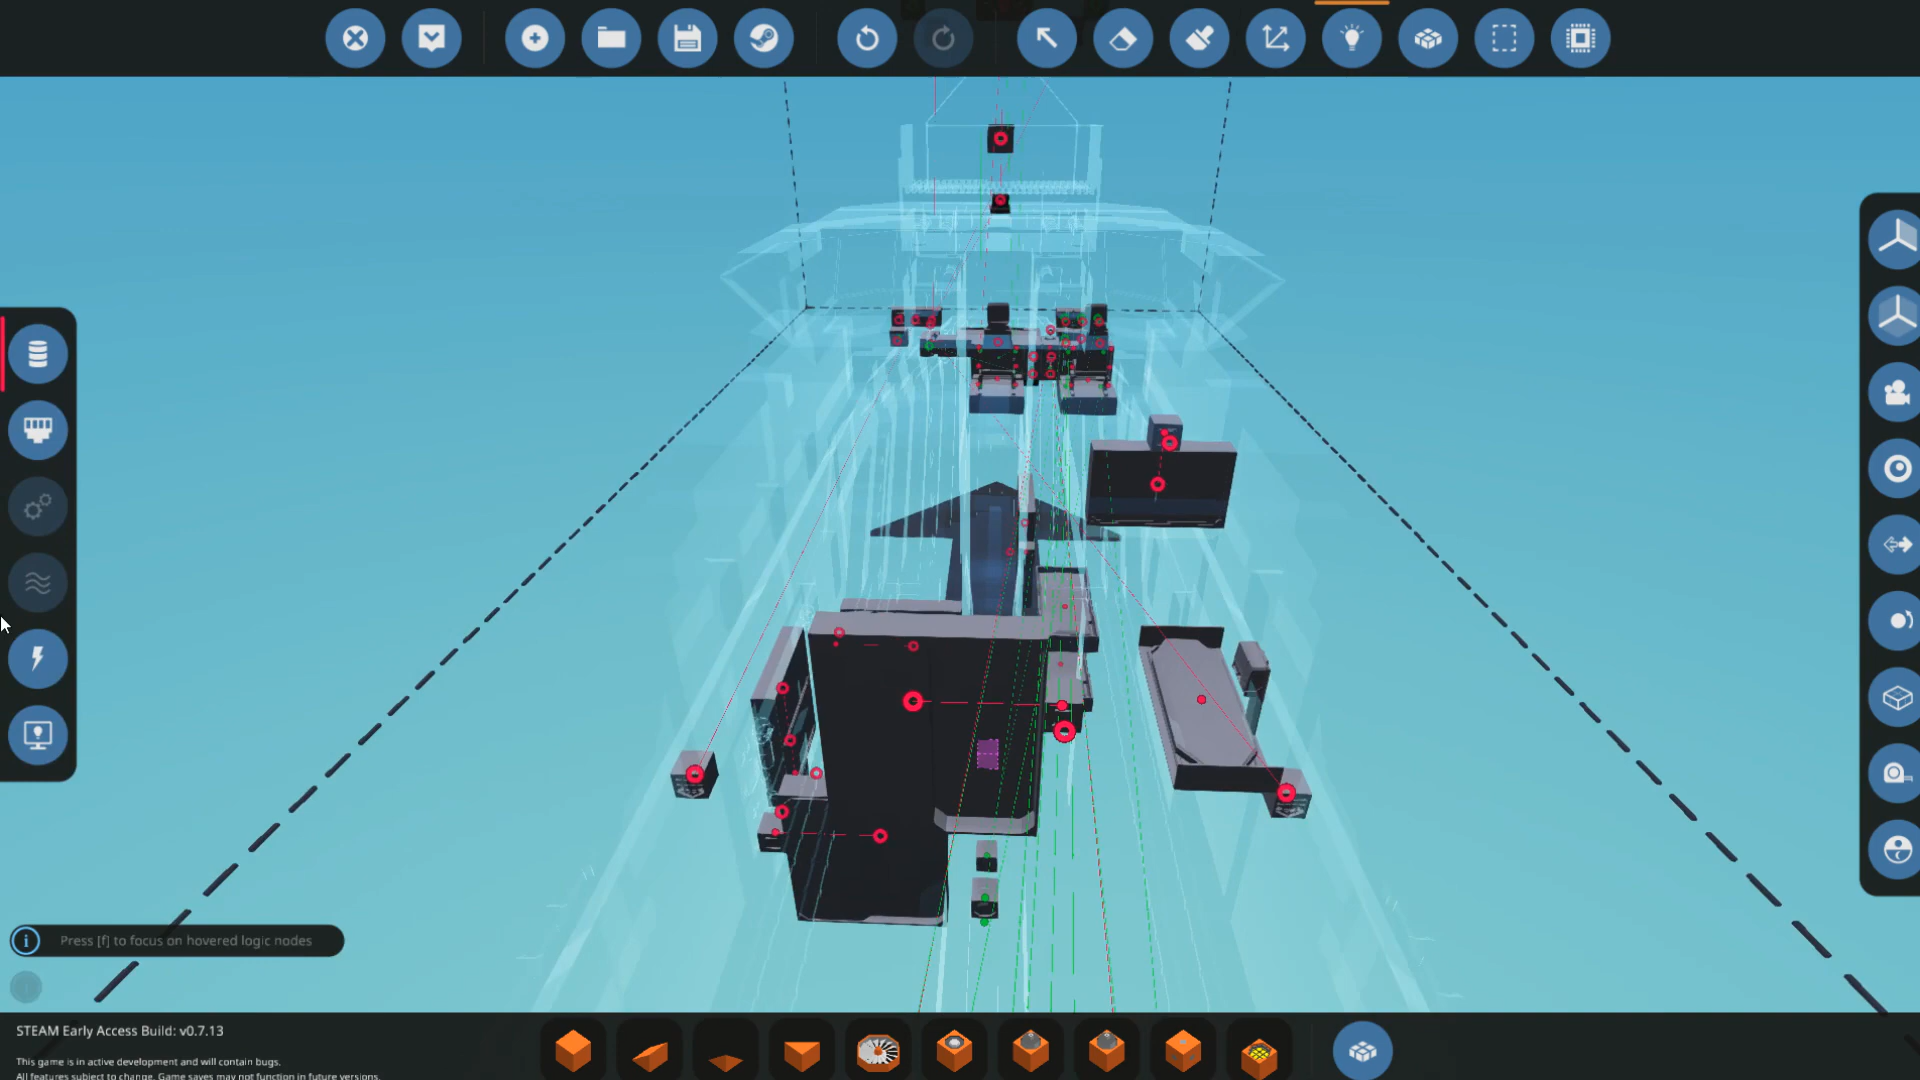 Press [f] to focus on hovered logic nodes
STEAM Early Access Build: v0.7.13
This game is in active development and will contain bugs.
All features subject to change. Game saves may not function in future versions.